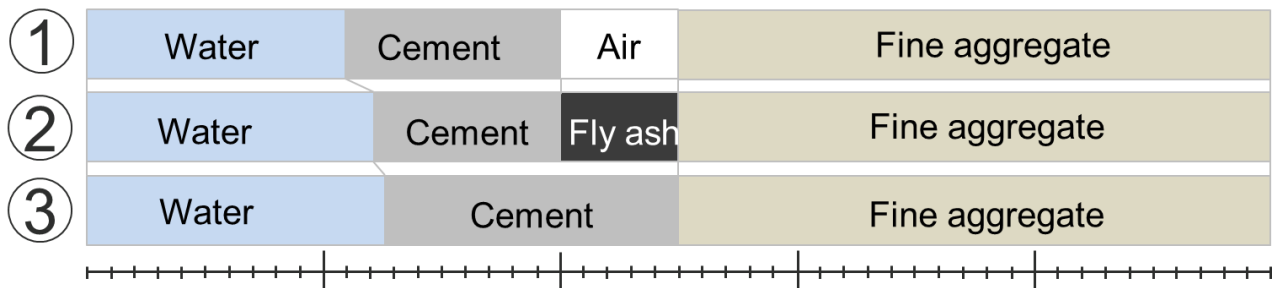 ① Water Cement Air Fine aggregate
② Water Cement Fly ash Fine aggregate
③ Water Cement Fine aggregate